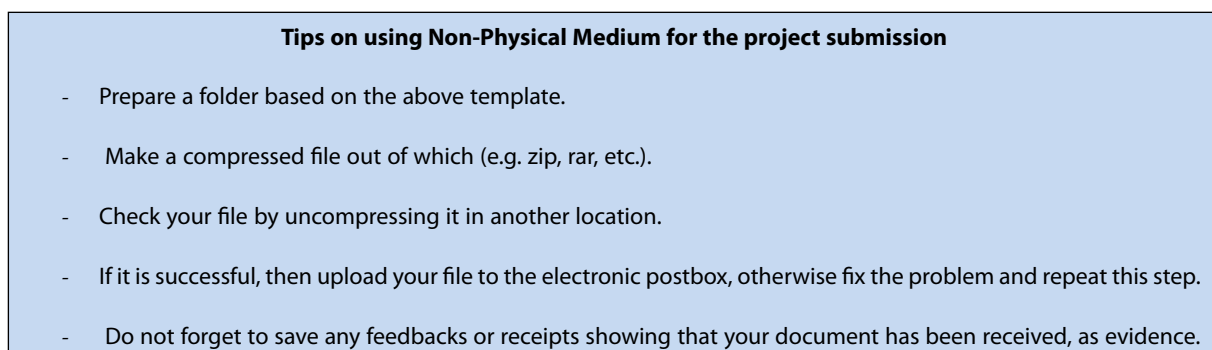 Tips on using Non-Physical Medium for the project submission
- Prepare a folder based on the above template.
- Make a compressed file out of which (e.g. zip, rar, etc.).
- Check your file by uncompressing it in another location.
- If it is successful, then upload your file to the electronic postbox, otherwise fix the problem and repeat this step.
- Do not forget to save any feedbacks or receipts showing that your document has been received, as evidence.